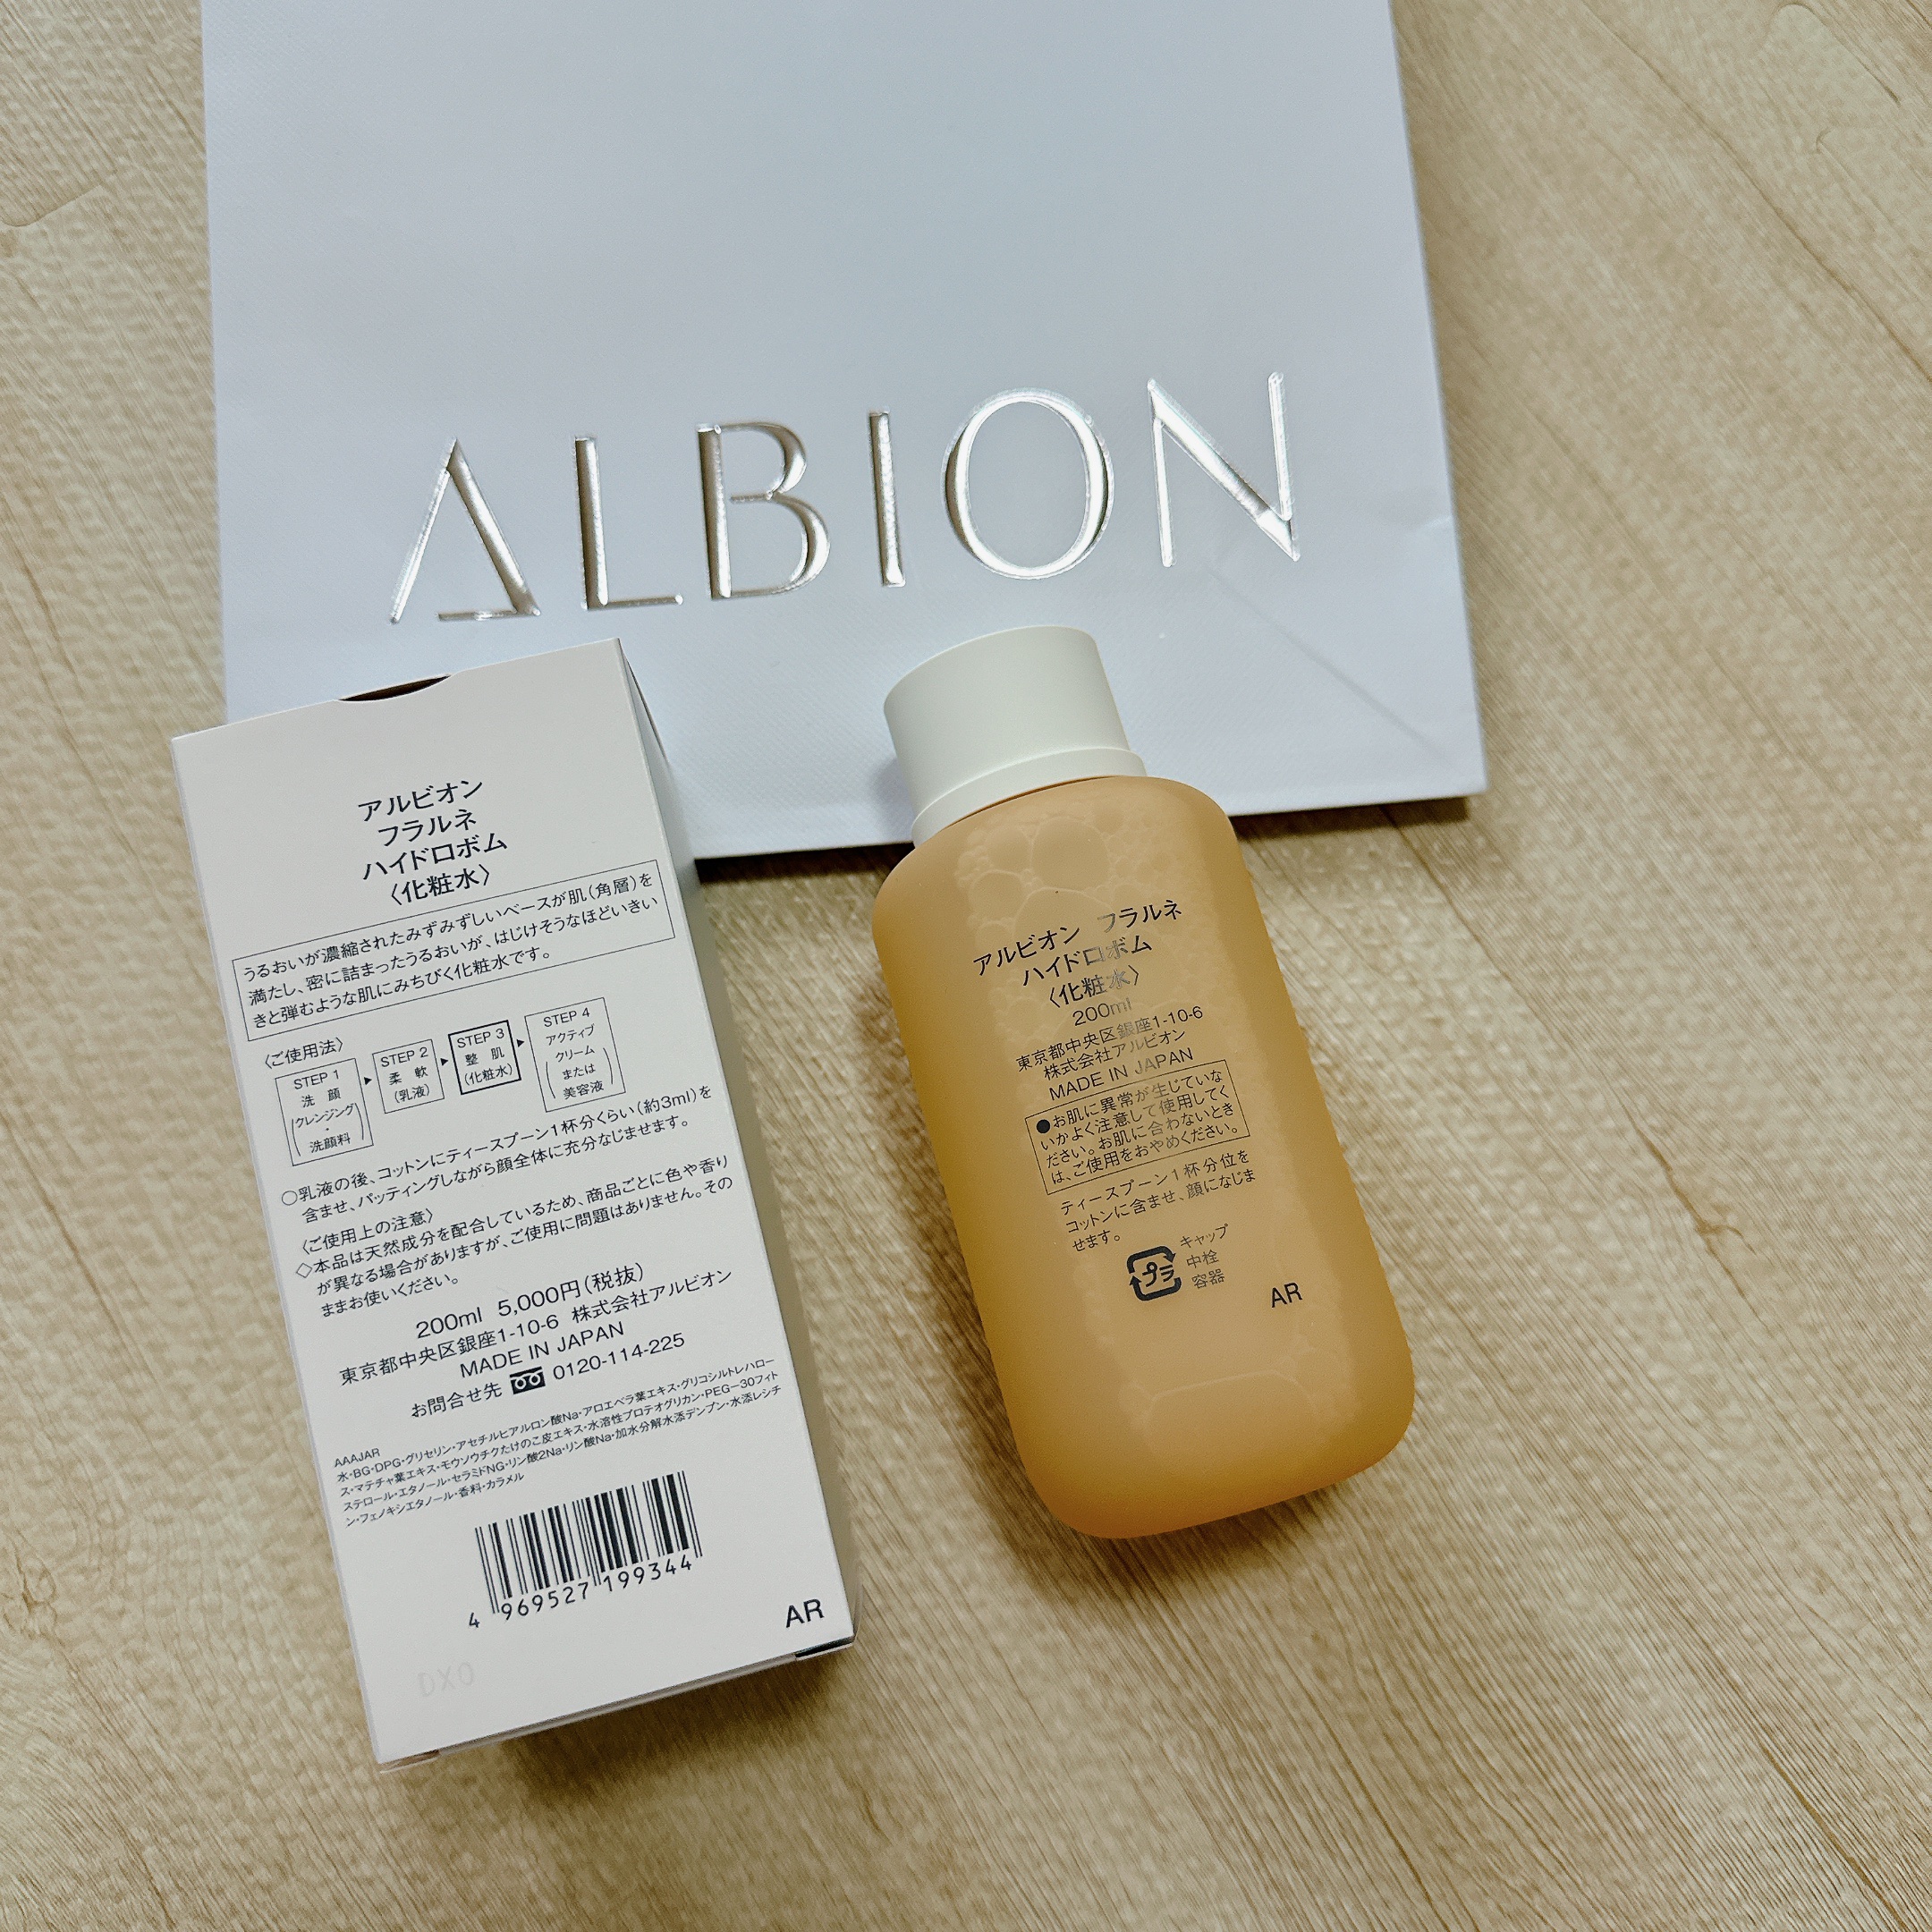 ALBION
アルビオン
フラルネ
ハイドロボム
〈化粧水〉
うるおいが濃縮されたみずみずしいベースが肌(角層)を
満たし、密に詰まったうるおいが、はじけそうなほどいきい
きと弾むような肌にみちびく化粧水です。
〈ご使用法〉
STEP 1
洗 顔
クレンジング
・
洗顔料
STEP 2
柔 軟
(乳液)
STEP 3
整 肌
(化粧水)
STEP 4
アクティブ
クリーム
または
美容液
○乳液の後、コットンにティースプーン1杯分くらい(約3ml)を
含ませ、パッティングしながら顔全体に充分なじませます。
〈ご使用上の注意〉
◇本品は天然成分を配合しているため、商品ごとに色や香り
が異なる場合がありますが、ご使用に問題はありません。その
ままお使いください。
200ml 5,000円(税抜)
東京都中央区銀座1-10-6 株式会社アルビオン
MADE IN JAPAN
お問合せ先 0120-114-225
AAAJAR
水・BG・DPG・グリセリン・アセチルヒアルロン酸Na・アロエベラ葉エキス・グリコシルトレハロー
ス・マテチャ葉エキス・モウソウチクたけのこ皮エキス・水溶性プロテオグリカン・PEG-30フィト
ステロール・エタノール・セラミドNG・リン酸2Na・リン酸Na・加水分解水添デンプン・水添レシチ
ン・フェノキシエタノール・香料・カラメル
4 969527 199344
AR
DXO
アルビオン フラルネ
ハイドロボム
〈化粧水〉
200ml
東京都中央区銀座1-10-6
株式会社アルビオン
MADE IN JAPAN
●お肌に異常が生じていな
いかよく注意して使用してく
ださい。お肌に合わないとき
は、ご使用をおやめください。
ティースプーン1杯分位を
コットンに含ませ、顔になじま
せます。
プラ
キャップ
中栓
容器
AR